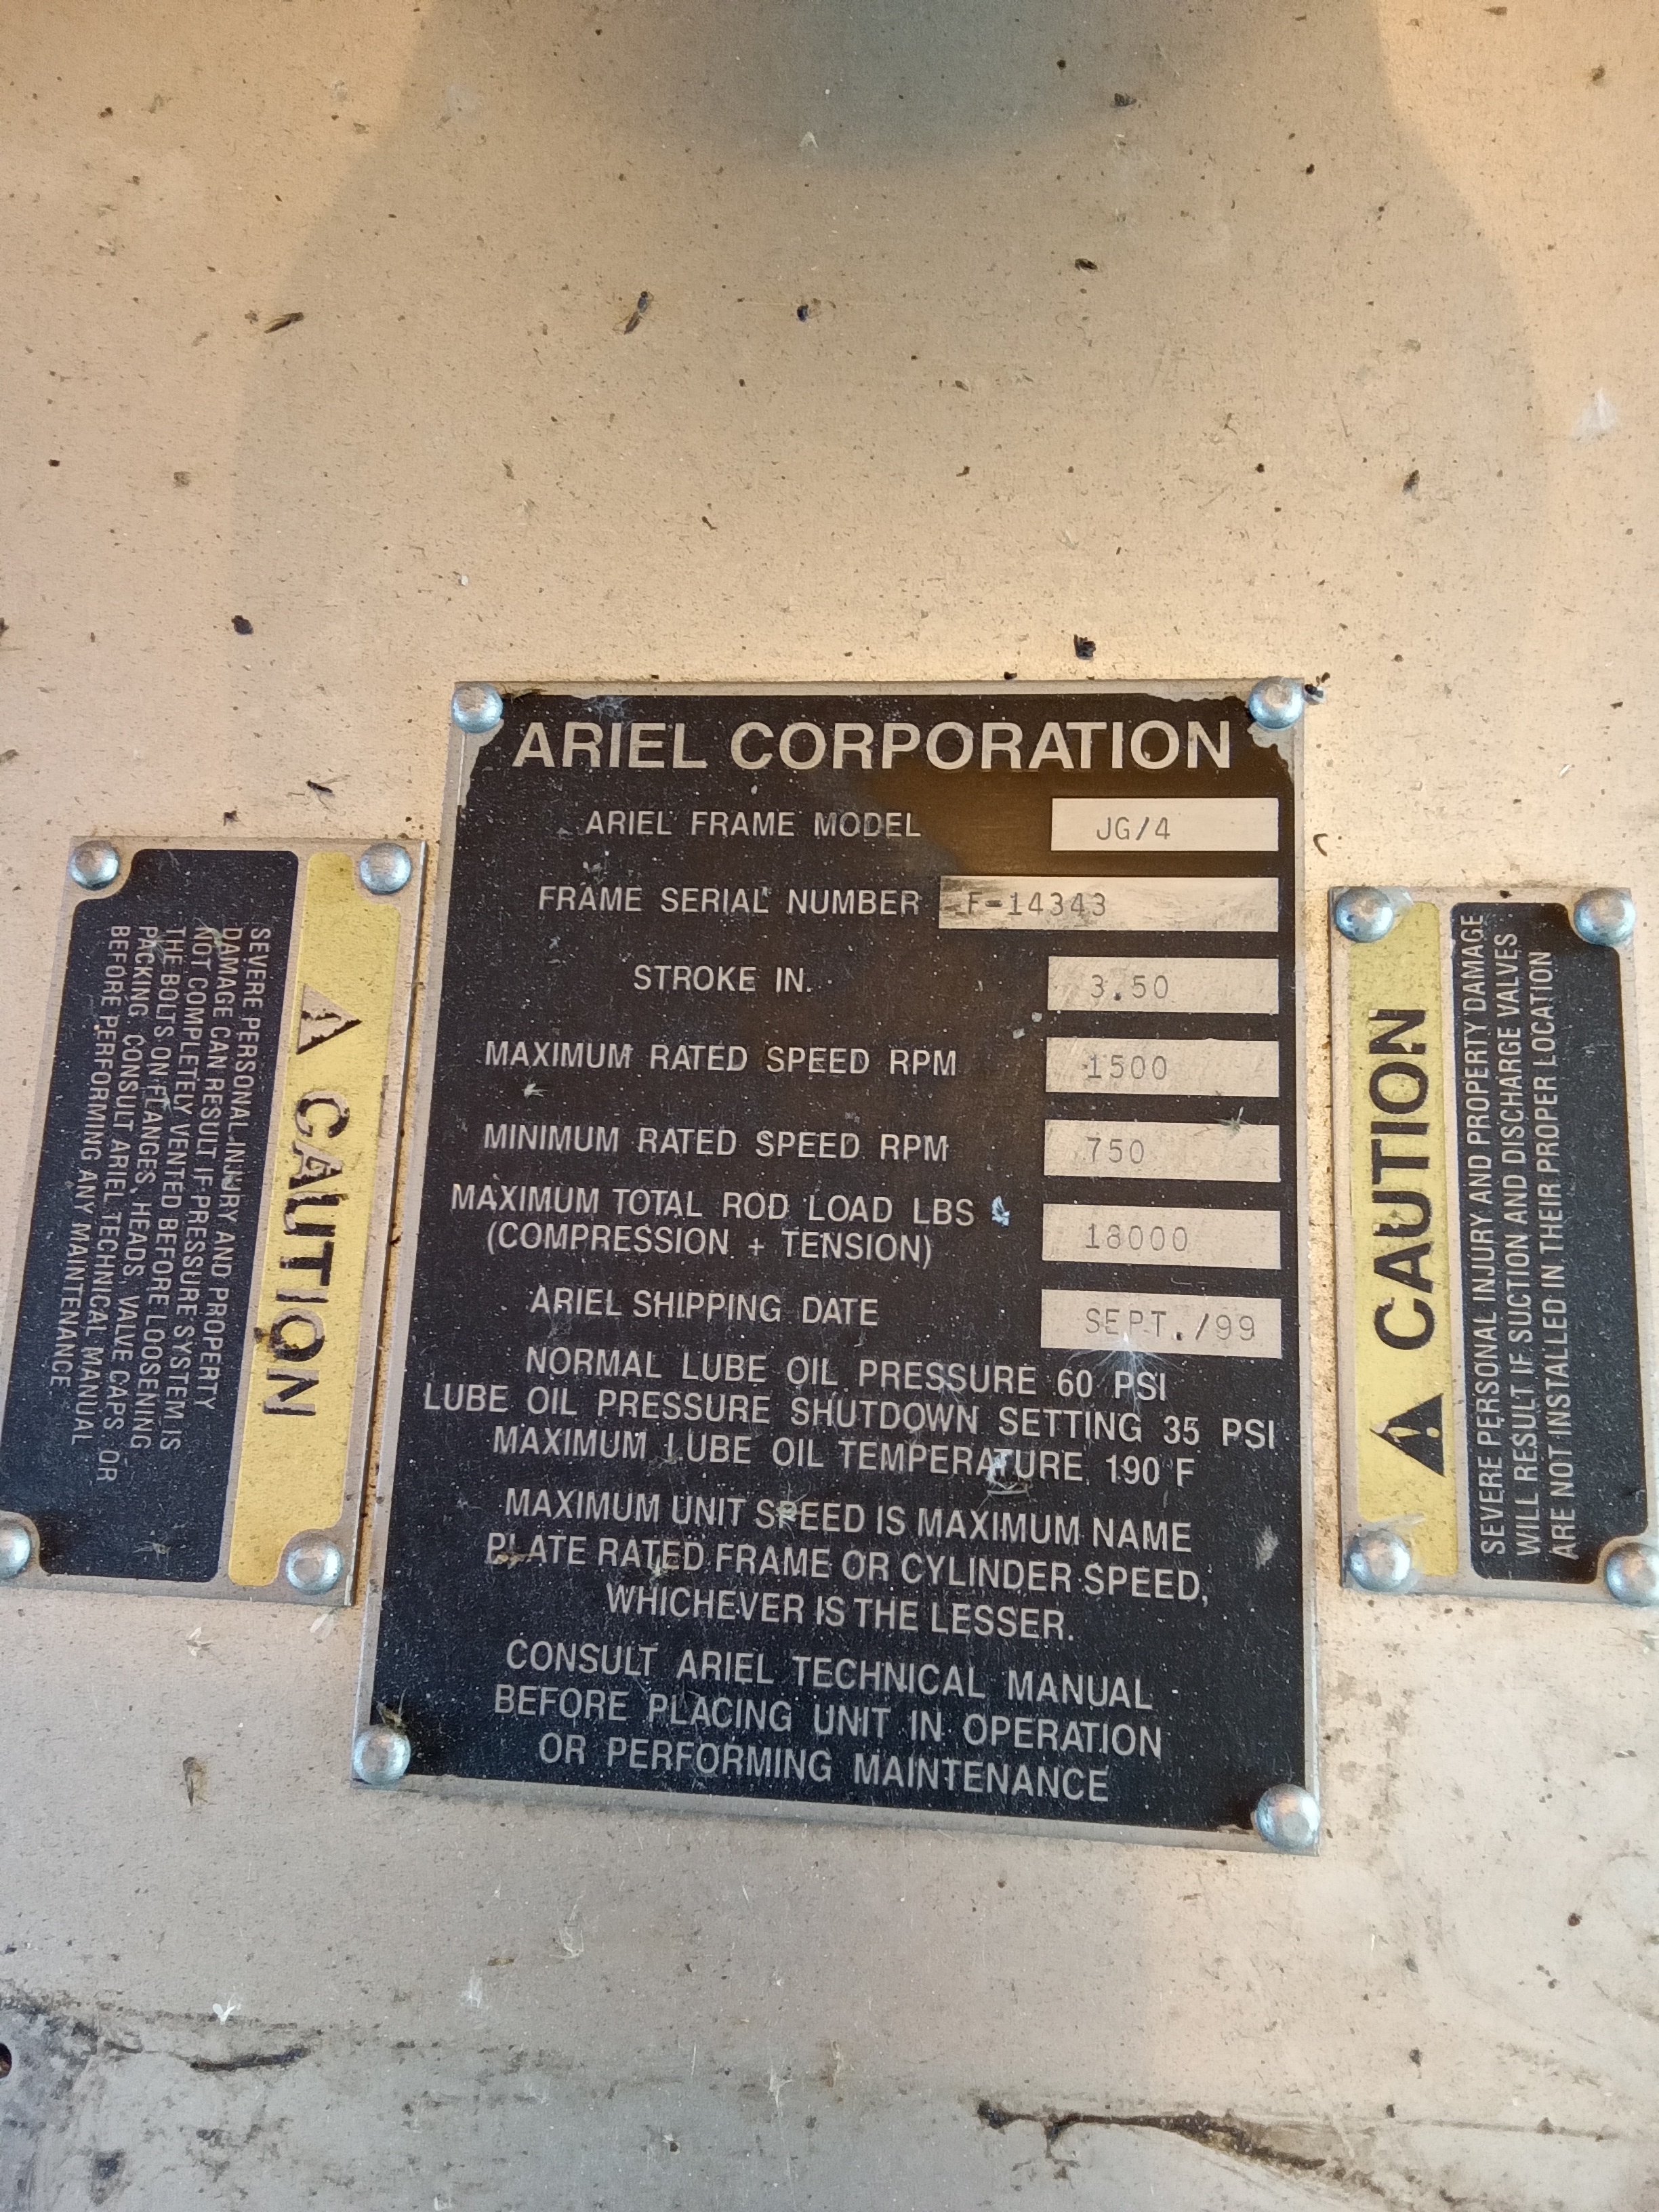 ARIEL CORPORATION
ARIEL FRAME MODEL JG/4
FRAME SERIAL NUMBER F-14343
STROKE IN. 3.50
MAXIMUM RATED SPEED RPM 1500
MINIMUM RATED SPEED RPM 750
MAXIMUM TOTAL ROD LOAD LBS
(COMPRESSION + TENSION) 18000
ARIEL SHIPPING DATE SEPT./99
NORMAL LUBE OIL PRESSURE 60 PSI
LUBE OIL PRESSURE SHUTDOWN SETTING 35 PSI
MAXIMUM LUBE OIL TEMPERATURE 190 F
MAXIMUM UNIT SPEED IS MAXIMUM NAME
PLATE RATED FRAME OR CYLINDER SPEED,
WHICHEVER IS THE LESSER.
CONSULT ARIEL TECHNICAL MANUAL
BEFORE PLACING UNIT IN OPERATION
OR PERFORMING MAINTENANCE
CAUTION
SEVERE PERSONAL INJURY AND PROPERTY
DAMAGE CAN RESULT IF PRESSURE SYSTEM IS
NOT COMPLETELY VENTED BEFORE LOOSENING
THE BOLTS ON FLANGES, HEADS, VALVE CAPS, OR
PACKING. CONSULT ARIEL TECHNICAL MANUAL
BEFORE PERFORMING ANY MAINTENANCE.
CAUTION
SEVERE PERSONAL INJURY AND PROPERTY DAMAGE
WILL RESULT IF SUCTION AND DISCHARGE VALVES
ARE NOT INSTALLED IN THEIR PROPER LOCATION